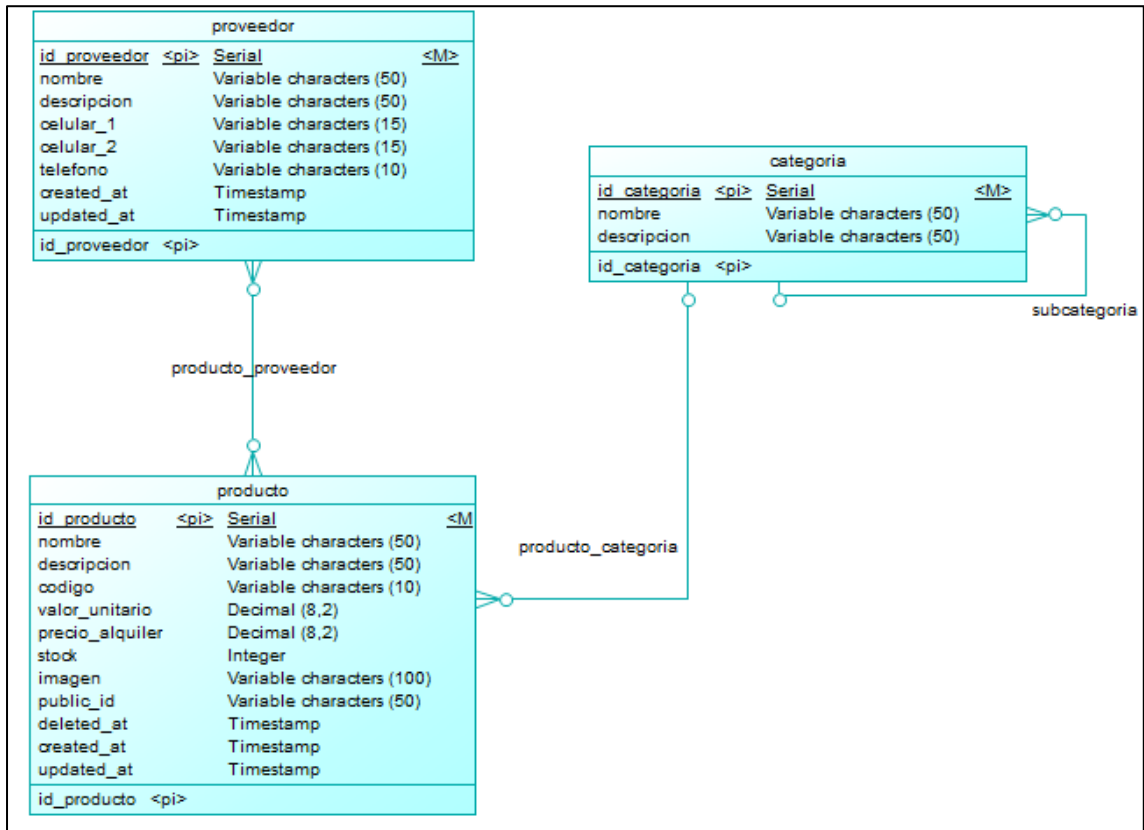 proveedor
id_proveedor <pi> Serial <M>
nombre Variable characters (50)
descripcion Variable characters (50)
celular_1 Variable characters (15)
celular_2 Variable characters (15)
telefono Variable characters (10)
created_at Timestamp
updated_at Timestamp
id_proveedor <pi>
categoria
id_categoria <pi> Serial <M>
nombre Variable characters (50)
descripcion Variable characters (50)
id_categoria <pi>
subcategoria
producto_proveedor
producto_categoria
producto
id_producto <pi> Serial <M
nombre Variable characters (50)
descripcion Variable characters (50)
codigo Variable characters (10)
valor_unitario Decimal (8,2)
precio_alquiler Decimal (8,2)
stock Integer
imagen Variable characters (100)
public_id Variable characters (50)
deleted_at Timestamp
created_at Timestamp
updated_at Timestamp
id_producto <pi>